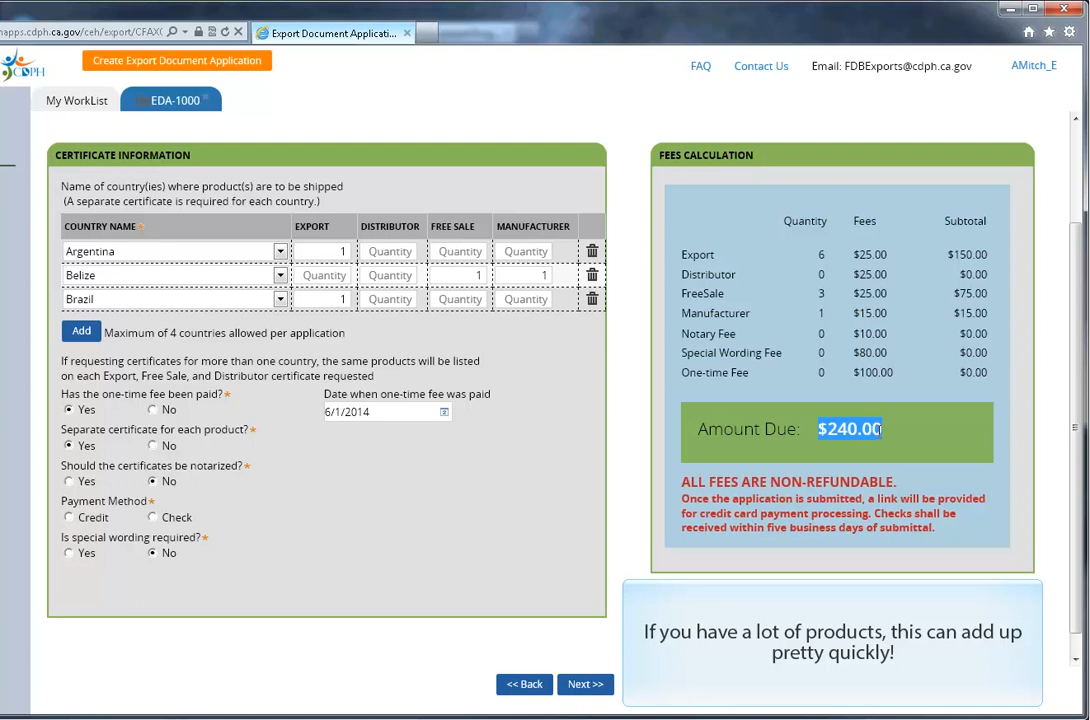 napps.cdph.ca.gov/ceh/export/CFAXC
Export Document Applicati...
CDPH
Create Export Document Application
FAQ
Contact Us
Email: FDBExports@cdph.ca.gov
AMitch_E
My WorkList
EDA-1000
CERTIFICATE INFORMATION
Name of country(ies) where product(s) are to be shipped
(A separate certificate is required for each country.)
COUNTRY NAME * EXPORT DISTRIBUTOR FREE SALE MANUFACTURER
Argentina 1 Quantity Quantity Quantity
Belize Quantity Quantity 1 1
Brazil 1 Quantity Quantity Quantity
Add Maximum of 4 countries allowed per application
If requesting certificates for more than one country, the same products will be listed
on each Export, Free Sale, and Distributor certificate requested
Has the one-time fee been paid?* Date when one-time fee was paid
Yes No 6/1/2014
Separate certificate for each product?*
Yes No
Should the certificates be notarized?*
Yes No
Payment Method*
Credit Check
Is special wording required?*
Yes No
<< Back Next >>
FEES CALCULATION
Quantity Fees Subtotal
Export 6 $25.00 $150.00
Distributor 0 $25.00 $0.00
FreeSale 3 $25.00 $75.00
Manufacturer 1 $15.00 $15.00
Notary Fee 0 $10.00 $0.00
Special Wording Fee 0 $80.00 $0.00
One-time Fee 0 $100.00 $0.00
Amount Due: $240.00
ALL FEES ARE NON-REFUNDABLE.
Once the application is submitted, a link will be provided
for credit card payment processing. Checks shall be
received within five business days of submittal.
If you have a lot of products, this can add up
pretty quickly!